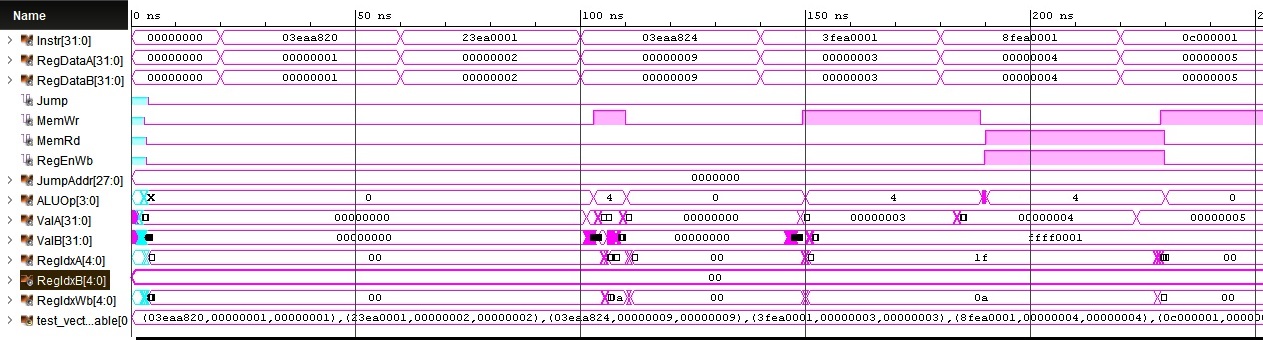 Name 0 ns 50 ns 100 ns 150 ns 200 ns 2
Instr[31:0] 00000000 03eaa820 23ea0001 03eaa824 3fea0001 8fea0001 0c000001
RegDataA[31:0] 00000000 00000001 00000002 00000009 00000003 00000004 00000005
RegDataB[31:0] 00000000 00000001 00000002 00000009 00000003 00000004 00000005
Jump
MemWr
MemRd
RegEnWb
JumpAddr[27:0] 0000000
ALUOp[3:0] X 0 4 0 4 4 0
ValA[31:0] 00000000 00000000 00000003 00000004 00000005
ValB[31:0] 00000000 00000000 ffff0001
RegIdxA[4:0] 00 00 1f 00
RegIdxB[4:0] 00
RegIdxWb[4:0] 00 0a 00 0a 00
test_vect...able[0 (03eaa820,00000001,00000001),(23ea0001,00000002,00000002),(03eaa824,00000009,00000009),(3fea0001,00000003,00000003),(8fea0001,00000004,00000004),(0c000001,00000